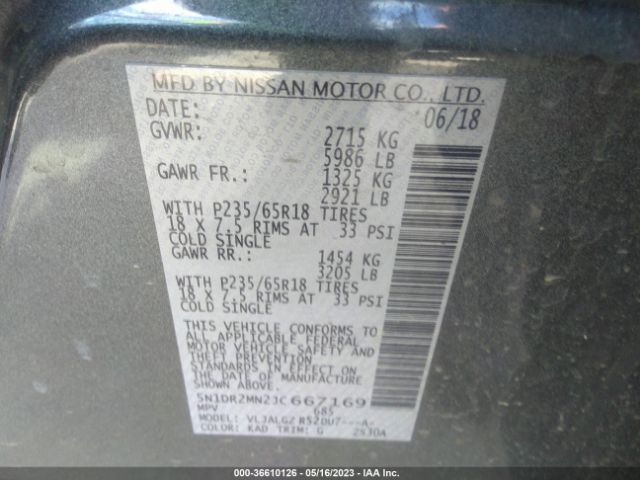 MFD BY NISSAN MOTOR CO., LTD.
DATE: 06/18
GVWR: 2715 KG
5986 LB
GAWR FR.: 1325 KG
2921 LB
WITH P235/65R18 TIRES
18 X 7.5 RIMS AT 33 PSI
COLD SINGLE
GAWR RR.: 1454 KG
3205 LB
WITH P235/65R18 TIRES
18 X 7.5 RIMS AT 33 PSI
COLD SINGLE
THIS VEHICLE CONFORMS TO
ALL APPLICABLE FEDERAL
MOTOR VEHICLE SAFETY AND
THEFT PREVENTION
STANDARDS IN EFFECT ON
THE DATE OF MANUFACTURE
SHOWN ABOVE.
5N1DR2MN2JC667169
MPV 685
MODEL: VLJALGZ R52DU7---A-
COLOR: KAD TRIM: G 2830A
000-36610126 - 05/16/2023 - IAA Inc.